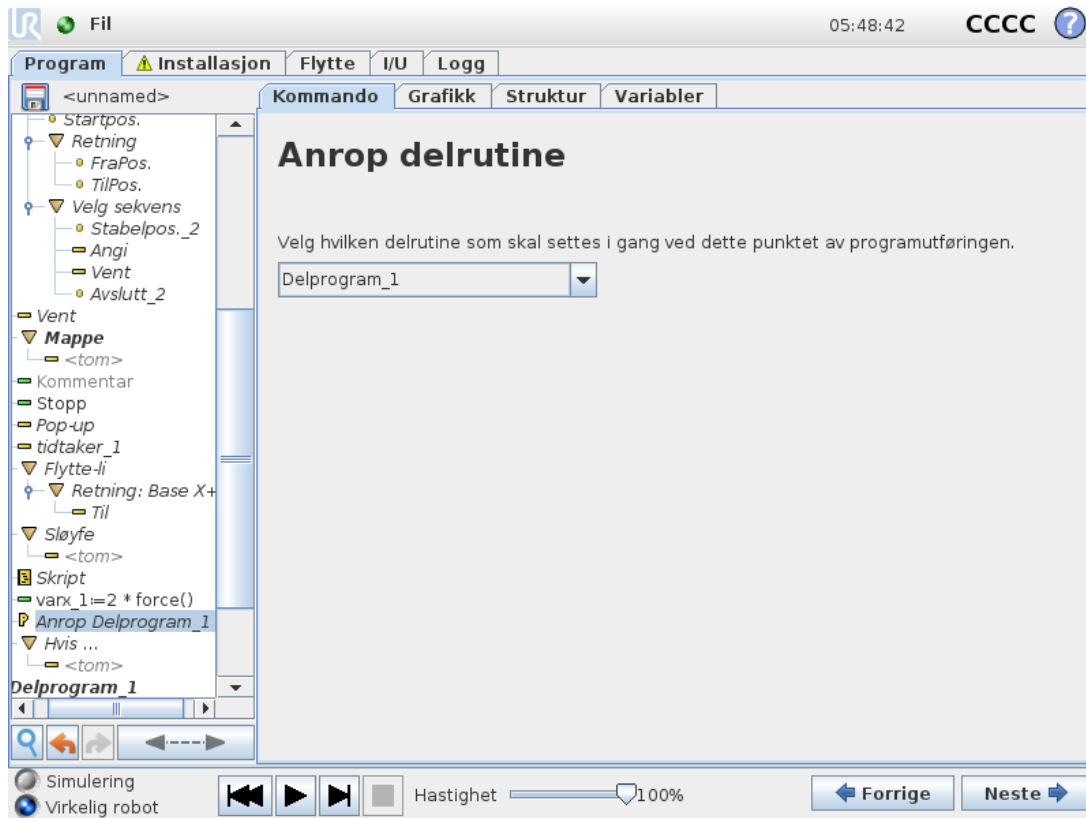 Fil
05:48:42
CCCC
?
Program
Installasjon
Flytte
I/U
Logg
<unnamed>
Kommando
Grafikk
Struktur
Variabler
Startpos.
Retning
FraPos.
TilPos.
Velg sekvens
Stabelpos._2
Angi
Vent
Avslutt_2
Vent
Mappe
<tom>
Kommentar
Stopp
Pop-up
tidtaker_1
Flytte-li
Retning: Base X+
Til
Sløyfe
<tom>
Skript
varx_1:=2 * force()
P Anrop Delprogram_1
Hvis ...
<tom>
Delprogram_1
Anrop delrutine
Velg hvilken delrutine som skal settes i gang ved dette punktet av programutføringen.
Delprogram_1
Simulering
Virkelig robot
Hastighet
100%
Forrige
Neste